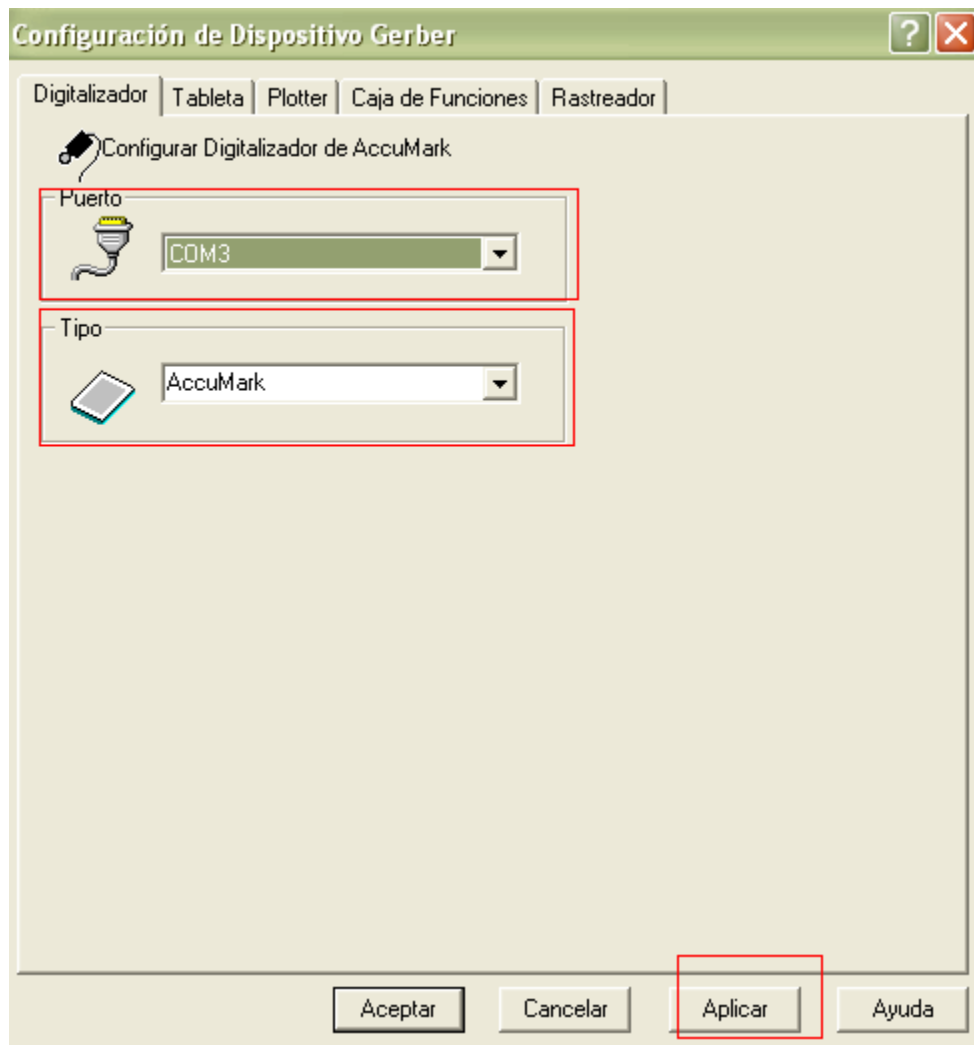 Configuración de Dispositivo Gerber
Digitalizador Tableta Plotter Caja de Funciones Rastreador
Configurar Digitalizador de AccuMark
Puerto
COM3
Tipo
AccuMark
Aceptar Cancelar Aplicar Ayuda